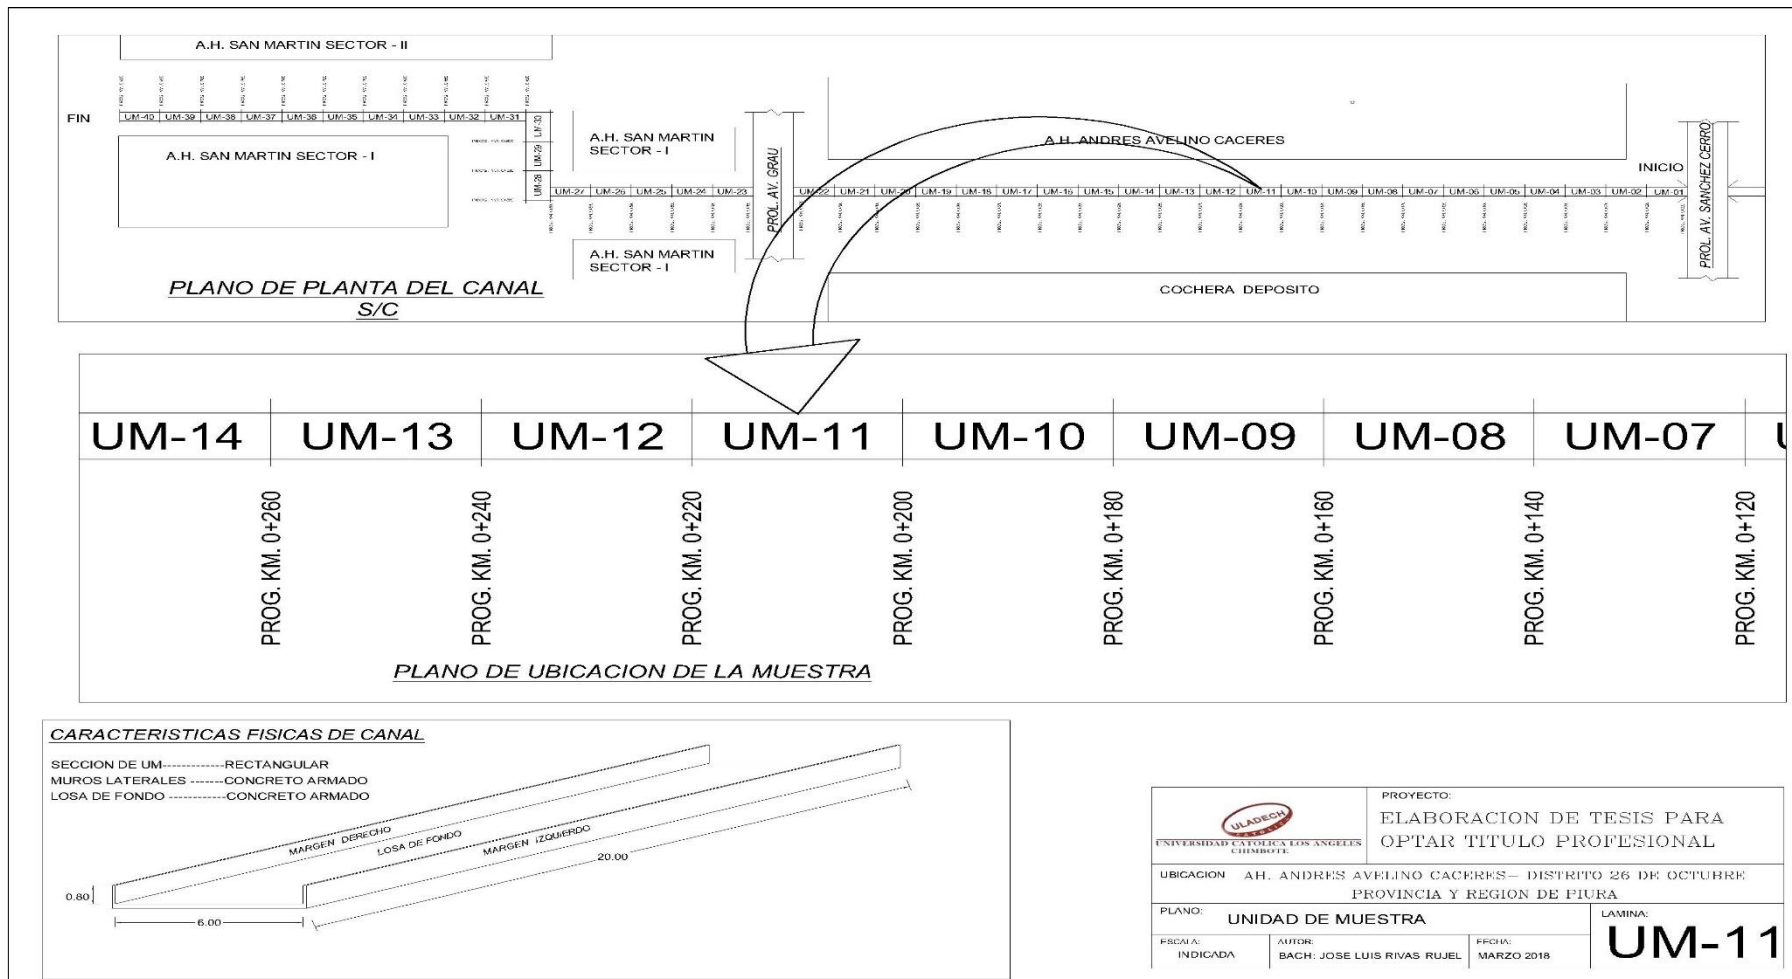 A.H. SAN MARTIN SECTOR - II
FIN
UM-40 UM-39 UM-38 UM-37 UM-36 UM-35 UM-34 UM-33 UM-32 UM-31
UM-30
UM-29
UM-28
A.H. SAN MARTIN SECTOR - I
A.H. SAN MARTIN
SECTOR - I
UM-27 UM-26 UM-25 UM-24 UM-23
A.H. SAN MARTIN
SECTOR - I
PROL. AV. GRAU
A.H. ANDRES AVELINO CACERES
INICIO
UM-22 UM-21 UM-20 UM-19 UM-18 UM-17 UM-16 UM-15 UM-14 UM-13 UM-12 UM-11 UM-10 UM-09 UM-08 UM-07 UM-06 UM-05 UM-04 UM-03 UM-02 UM-01
PROL. AV. SANCHEZ CERRO
COCHERA DEPOSITO
PLANO DE PLANTA DEL CANAL
S/C
UM-14 UM-13 UM-12 UM-11 UM-10 UM-09 UM-08 UM-07
PROG. KM. 0+260
PROG. KM. 0+240
PROG. KM. 0+220
PROG. KM. 0+200
PROG. KM. 0+180
PROG. KM. 0+160
PROG. KM. 0+140
PROG. KM. 0+120
PLANO DE UBICACION DE LA MUESTRA
CARACTERISTICAS FISICAS DE CANAL
SECCION DE UM------------RECTANGULAR
MUROS LATERALES ------CONCRETO ARMADO
LOSA DE FONDO ----------CONCRETO ARMADO
MARGEN DERECHO
LOSA DE FONDO
MARGEN IZQUIERDO
20.00
0.80
6.00
ULADECH
CATOLICA
UNIVERSIDAD CATOLICA LOS ANGELES
CHIMBOTE
PROYECTO:
ELABORACION DE TESIS PARA
OPTAR TITULO PROFESIONAL
UBICACION AH. ANDRES AVELINO CACERES- DISTRITO 26 DE OCTUBRE
PROVINCIA Y REGION DE PIURA
PLANO:
UNIDAD DE MUESTRA
LAMINA:
UM-11
ESCALA:
INDICADA
AUTOR:
BACH: JOSE LUIS RIVAS RUJEL
FECHA:
MARZO 2018